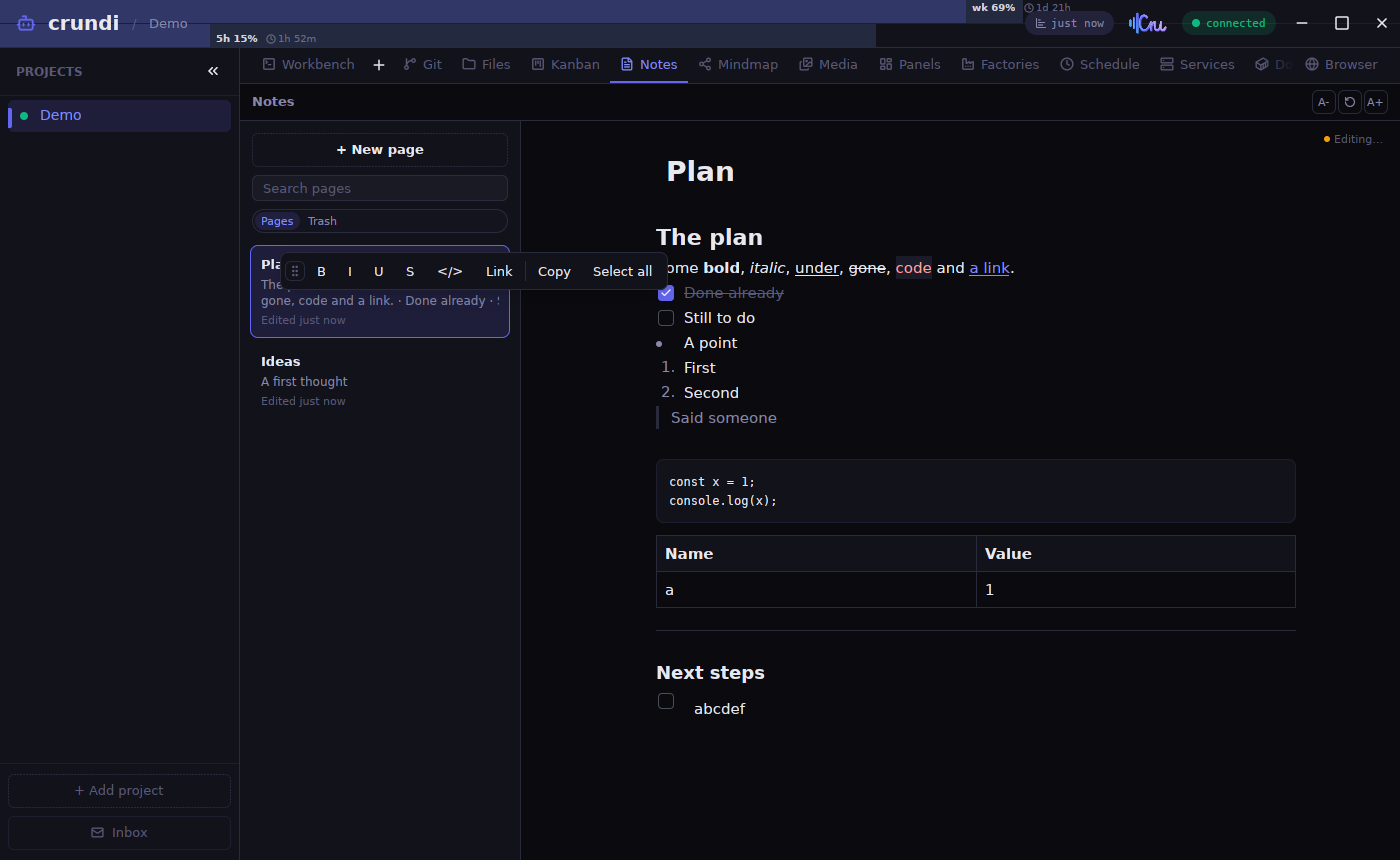 crundi / Demo
wk 69% 1d 21h
5h 15% 1h 52m
just now
Cru
connected
PROJECTS
Demo
+ Add project
Inbox
Workbench + Git Files Kanban Notes Mindmap Media Panels Factories Schedule Services Do Browser
Notes
A- A+
+ New page
Search pages
Pages Trash
The
gone, code and a link. · Done already ·
Edited just now
Ideas
A first thought
Edited just now
B I U S </> Link Copy Select all
Editing...
Plan
The plan
ome bold, italic, under, gone, code and a link.
Done already
Still to do
A point
1. First
2. Second
Said someone
const x = 1;
console.log(x);
Name Value
a 1
Next steps
abcdef